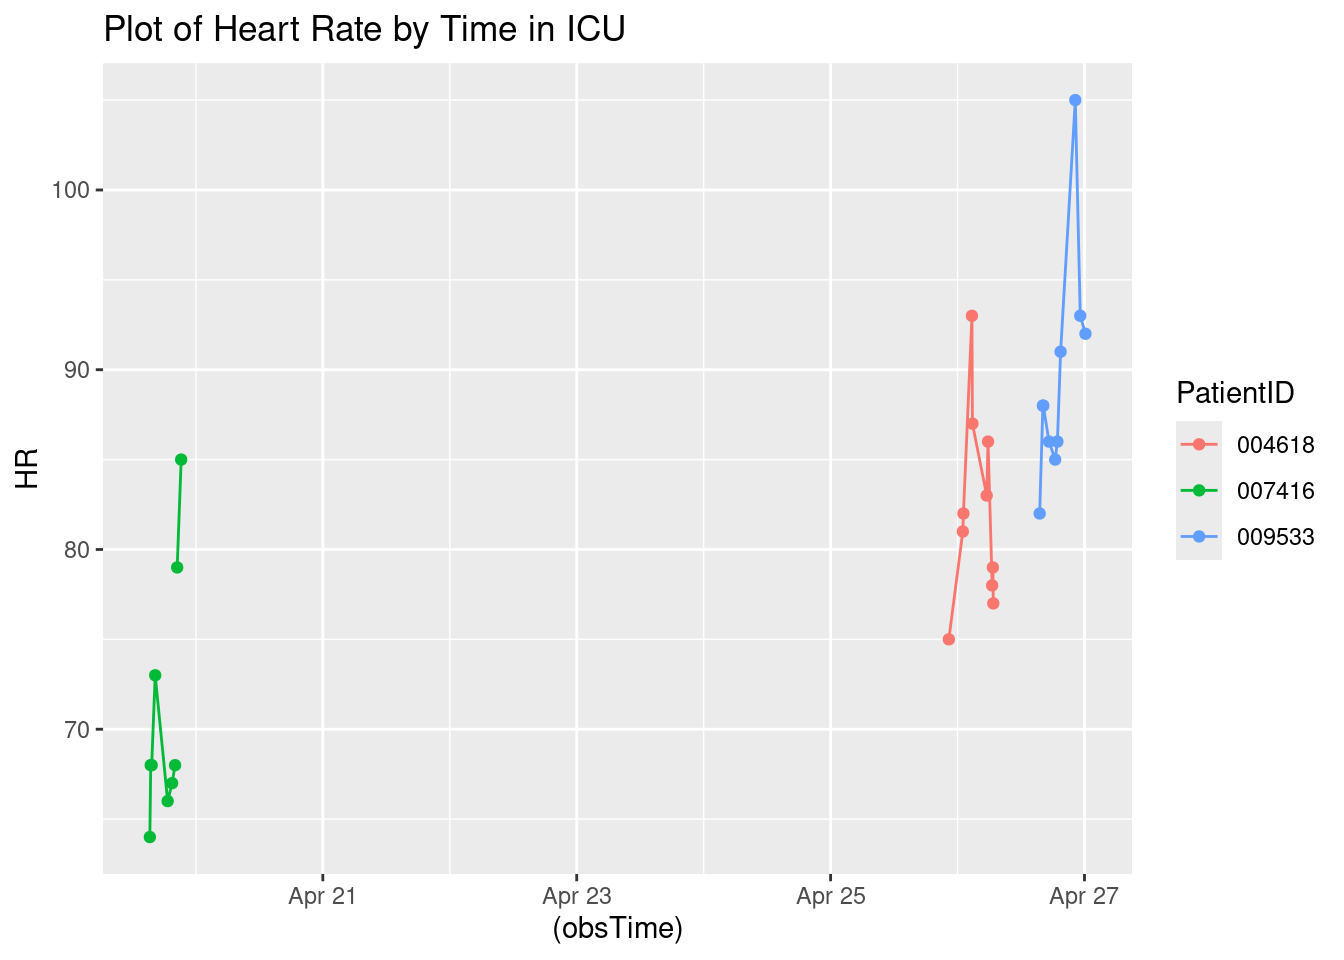 Plot of Heart Rate by Time in ICU
100
90
80
70
HR
Apr 21
Apr 23
Apr 25
Apr 27
(obsTime)
PatientID
004618
007416
009533